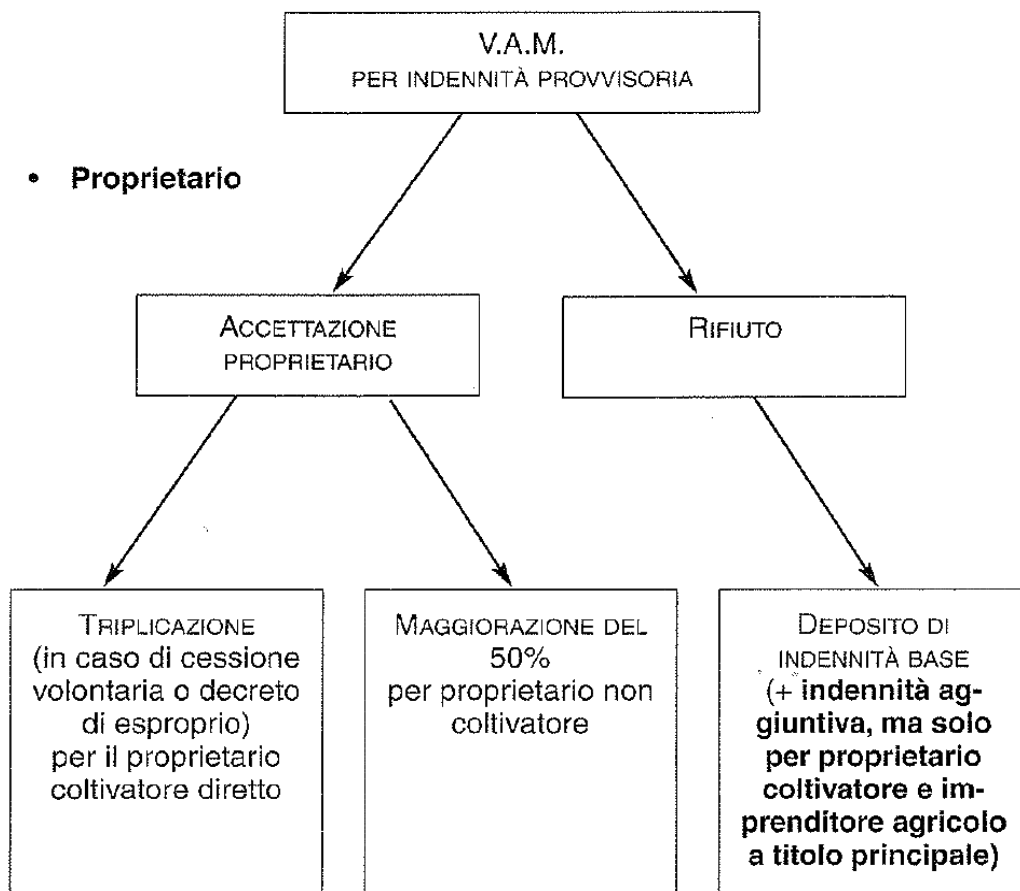 V.A.M.
PER INDENNITÀ PROVVISORIA
• Proprietario
ACCETTAZIONE
PROPRIETARIO
RIFIUTO
TRIPLICAZIONE
(in caso di cessione
volontaria o decreto
di esproprio)
per il proprietario
coltivatore diretto
MAGGIORAZIONE DEL
50%
per proprietario non
coltivatore
DEPOSITO DI
INDENNITÀ BASE
(+ indennità ag-
giuntiva, ma solo
per proprietario
coltivatore e im-
prenditore agricolo
a titolo principale)